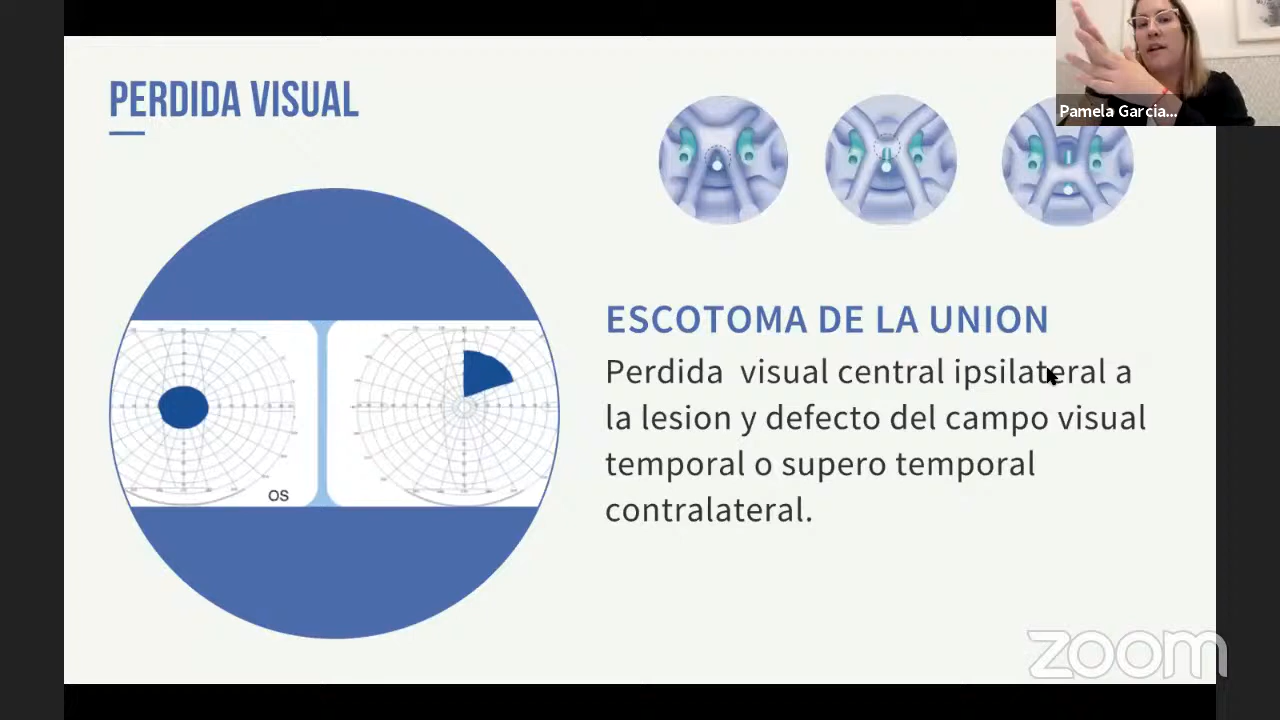 PERDIDA VISUAL
Pamela Garcia...
ESCOTOMA DE LA UNION
Perdida visual central ipsilateral a
la lesion y defecto del campo visual
temporal o supero temporal
contralateral.
OS
zoom